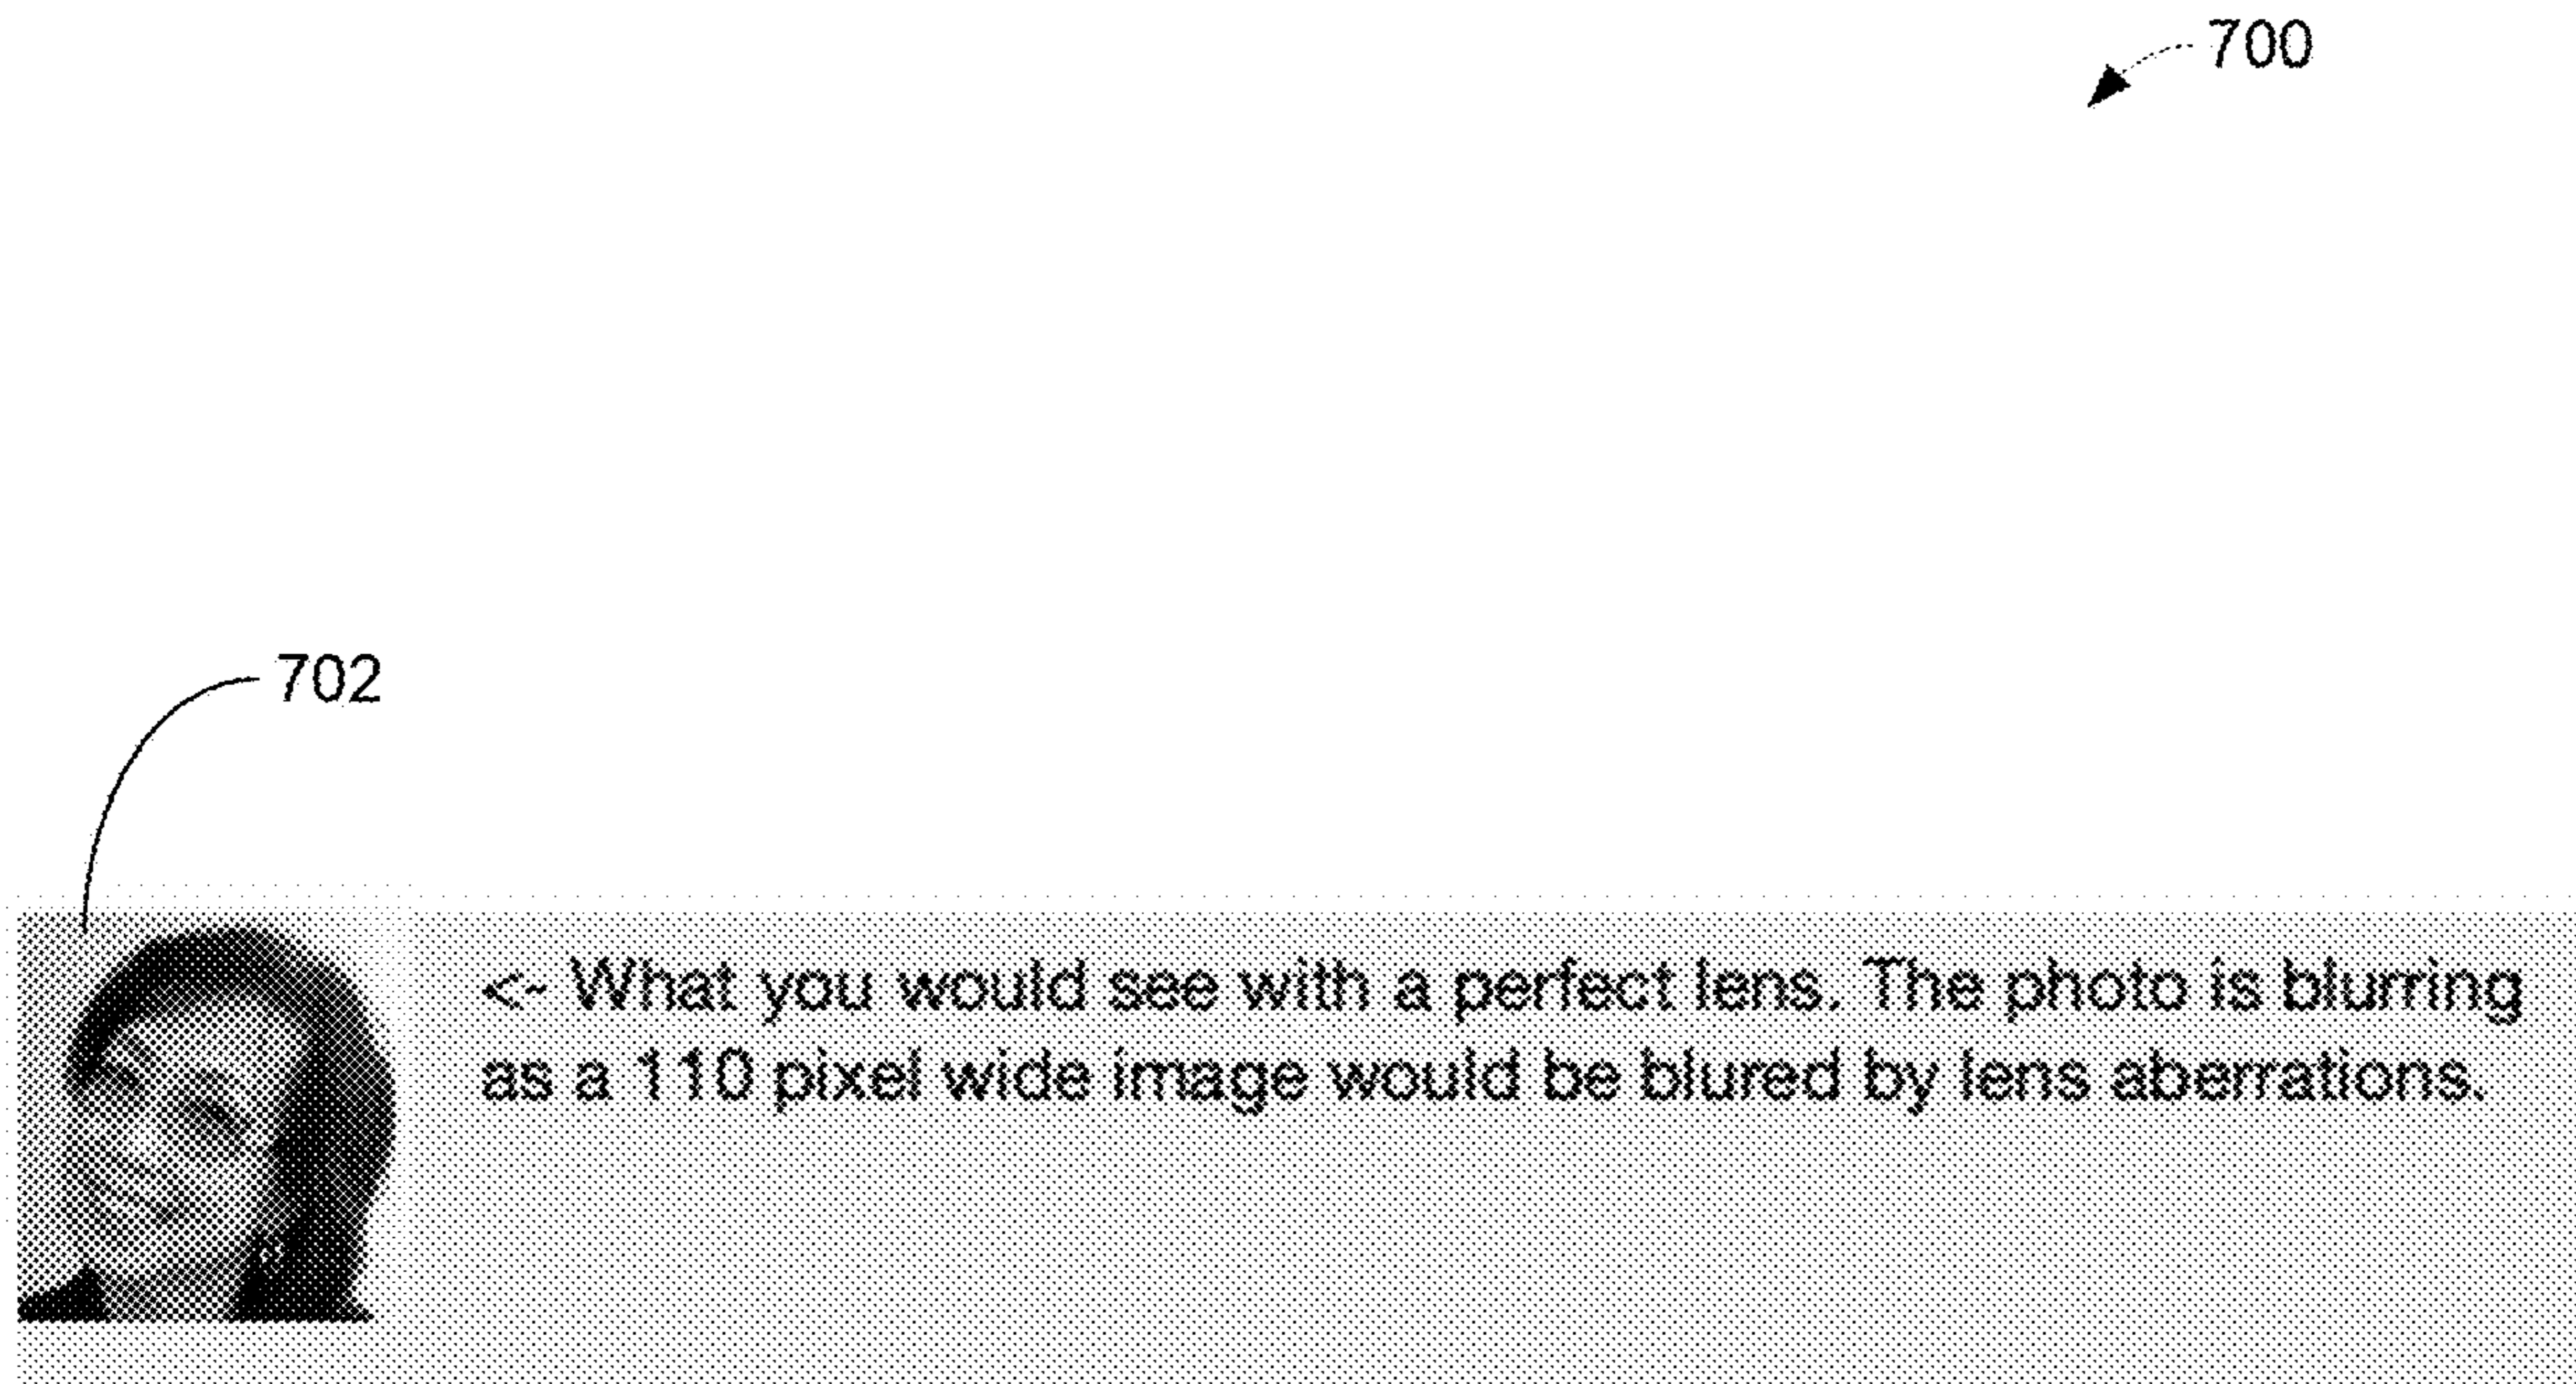 700
702
<- What you would see with a perfect lens. The photo is blurring
as a 110 pixel wide image would be blured by lens aberrations.